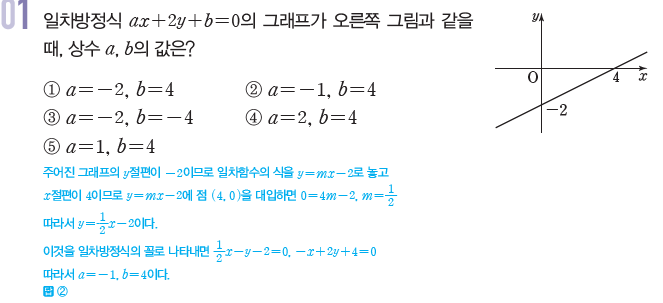 01 일차방정식 ax+2y+b=0의 그래프가 오른쪽 그림과 같을
때, 상수 a, b의 값은?
① a=-2, b=4 ② a=-1, b=4
③ a=-2, b=-4 ④ a=2, b=4
⑤ a=1, b=4
y
O 4 x
-2
주어진 그래프의 y절편이 -2이므로 일차함수의 식을 y=mx-2로 놓고
x절편이 4이므로 y=mx-2에 점 (4, 0)을 대입하면 0=4m-2, m=1/2
따라서 y=1/2x-2이다.
이것을 일차방정식의 꼴로 나타내면 1/2x-y-2=0, -x+2y+4=0
따라서 a=-1, b=4이다.
답 ②